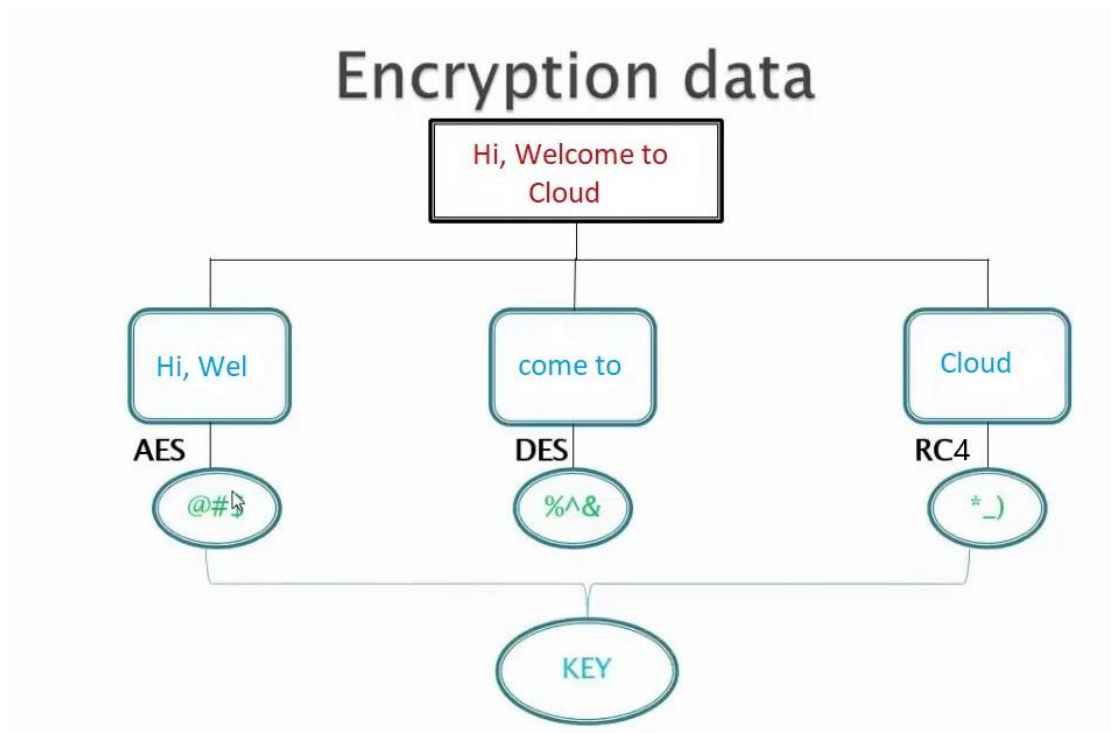 Encryption data
Hi, Welcome to
Cloud
Hi, Wel
come to
Cloud
AES
DES
RC4
@#$
%^&
*_)
KEY